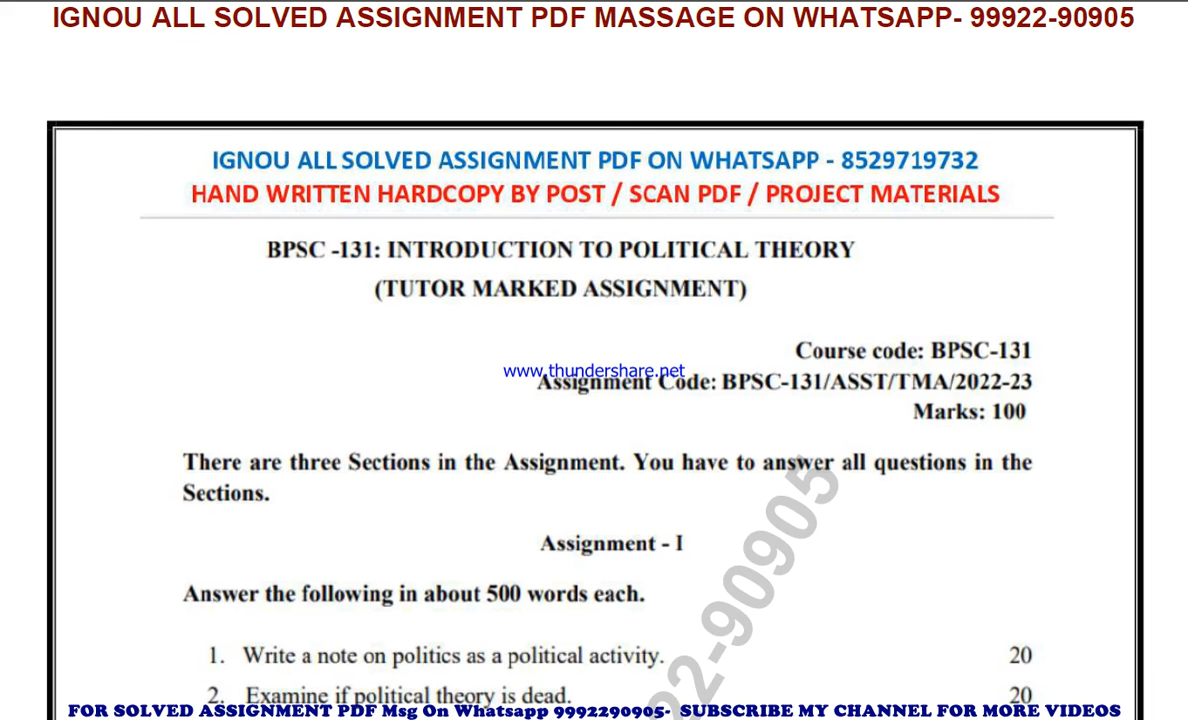 IGNOU ALL SOLVED ASSIGNMENT PDF MASSAGE ON WHATSAPP- 99922-90905
IGNOU ALL SOLVED ASSIGNMENT PDF ON WHATSAPP - 8529719732
HAND WRITTEN HARDCOPY BY POST / SCAN PDF / PROJECT MATERIALS
BPSC -131: INTRODUCTION TO POLITICAL THEORY
(TUTOR MARKED ASSIGNMENT)
Course code: BPSC-131
www.thundershare.net
Assignment Code: BPSC-131/ASST/TMA/2022-23
Marks: 100
There are three Sections in the Assignment. You have to answer all questions in the
Sections.
Assignment - I
Answer the following in about 500 words each.
1. Write a note on politics as a political activity. 20
2. Examine if political theory is dead. 20
22-90905
FOR SOLVED ASSIGNMENT PDF Msg On Whatsapp 9992290905- SUBSCRIBE MY CHANNEL FOR MORE VIDEOS